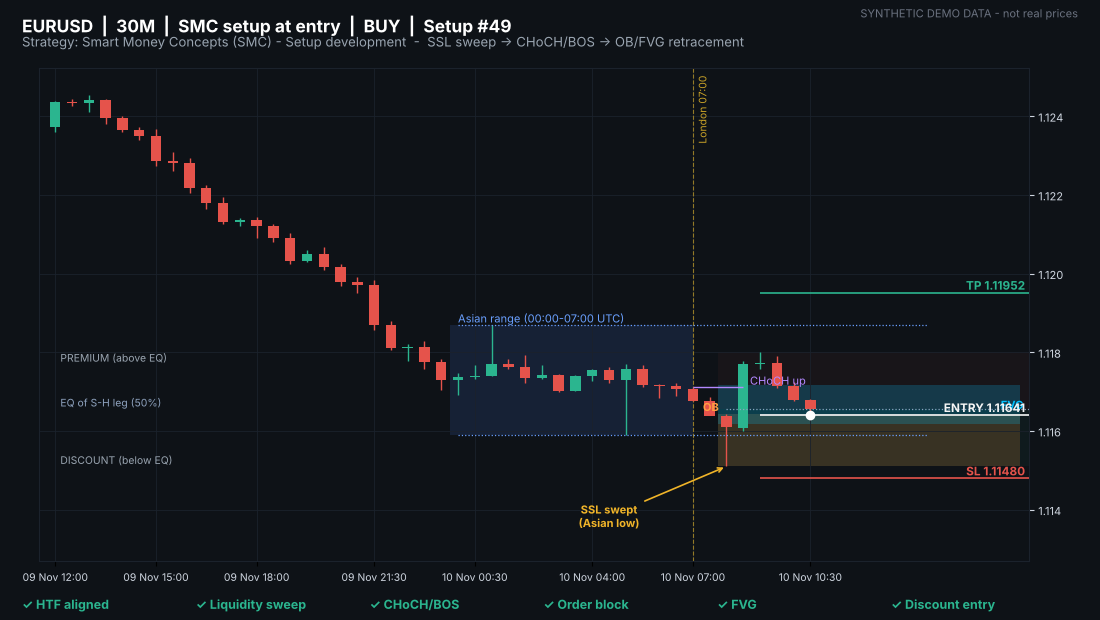 EURUSD | 30M | SMC setup at entry | BUY | Setup #49
SYNTHETIC DEMO DATA - not real prices
Strategy: Smart Money Concepts (SMC) - Setup development - SSL sweep → CHoCH/BOS → OB/FVG retracement
London 07:00
1.124
1.122
1.120
TP 1.11952
Asian range (00:00-07:00 UTC)
PREMIUM (above EQ)
1.118
CHoCH up
EQ of S-H leg (50%)
OB
FVG
ENTRY 1.11641
1.116
DISCOUNT (below EQ)
SL 1.11480
SSL swept
(Asian low)
1.114
09 Nov 12:00
09 Nov 15:00
09 Nov 18:00
09 Nov 21:30
10 Nov 00:30
10 Nov 04:00
10 Nov 07:00
10 Nov 10:30
✓ HTF aligned
✓ Liquidity sweep
✓ CHoCH/BOS
✓ Order block
✓ FVG
✓ Discount entry